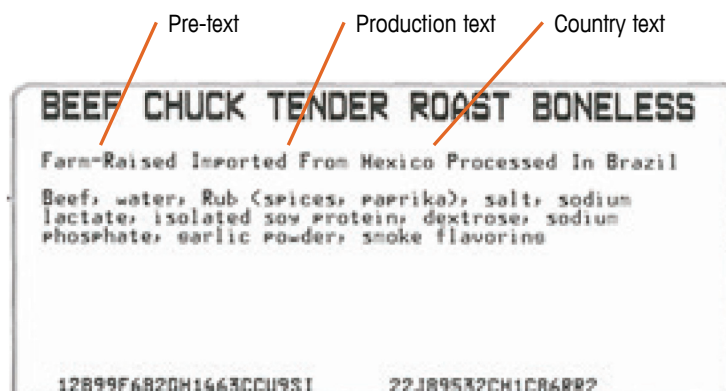 Pre-text Production text Country text
BEEF CHUCK TENDER ROAST BONELESS
Farm-Raised Imported From Mexico Processed In Brazil
Beef, water, Rub (spices, paprika), salt, sodium
lactate, isolated soy protein, dextrose, sodium
phosphate, garlic powder, smoke flavoring